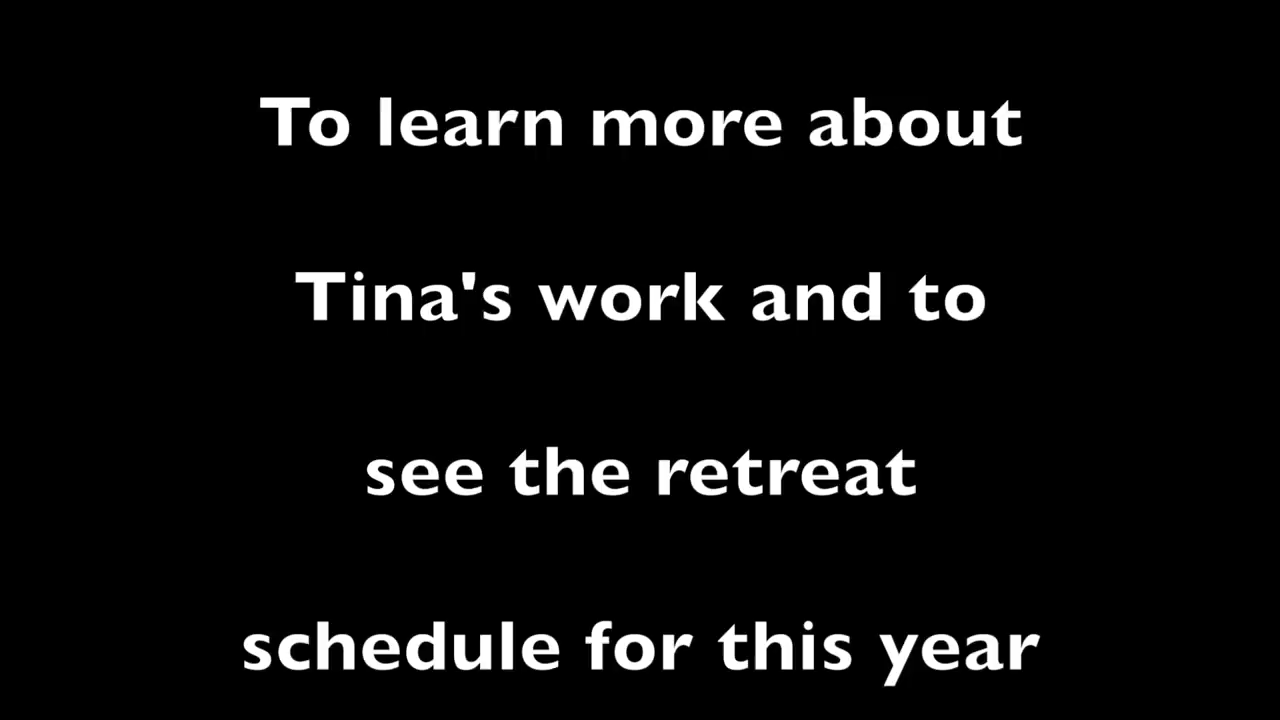 To learn more about
Tina's work and to
see the retreat
schedule for this year